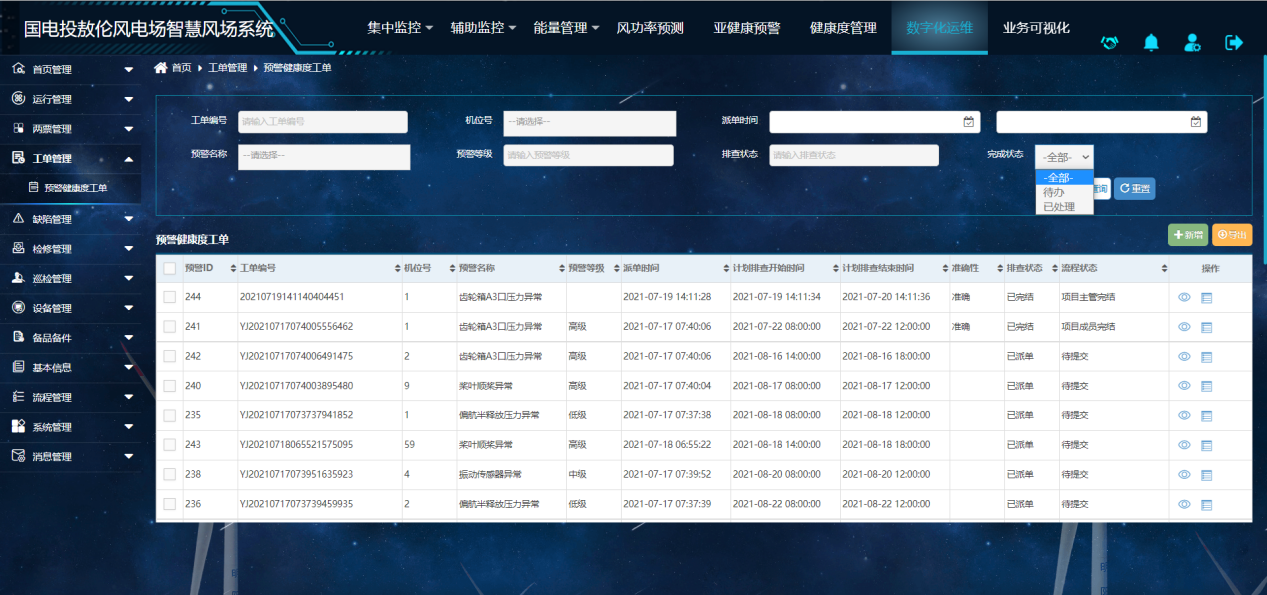 国电投敖伦风电场智慧风场系统
集中监控 辅助监控 能量管理 风功率预测 亚健康预警 健康度管理 数字化运维 业务可视化
首页管理
运行管理
两票管理
工单管理
预警健康度工单
缺陷管理
检修管理
巡检管理
设备管理
备品备件
基本信息
流程管理
系统管理
消息管理
首页 工单管理 预警健康度工单
工单编号 请输入工单编号 机位号 --请选择-- 派单时间
预警名称 --请选择-- 预警等级 请输入预警等级 排查状态 请输入排查状态 完成状态 -全部-
-全部-
待办
已处理
询 重置
预警健康度工单 新增 导出
预警ID 工单编号 机位号 预警名称 预警等级 派单时间 计划排查开始时间 计划排查结束时间 准确性 排查状态 流程状态 操作
244 20210719141140404451 1 齿轮箱A3口压力异常 2021-07-19 14:11:28 2021-07-19 14:11:34 2021-07-20 14:11:36 准确 已完结 项目主管完结
241 YJ20210717074005556462 1 齿轮箱A3口压力异常 高级 2021-07-17 07:40:06 2021-07-22 08:00:00 2021-07-22 12:00:00 准确 已完结 项目成员完结
242 YJ20210717074006491475 2 齿轮箱A3口压力异常 高级 2021-07-17 07:40:06 2021-08-16 14:00:00 2021-08-16 18:00:00 已派单 待提交
240 YJ20210717074003895480 9 桨叶顺桨异常 高级 2021-07-17 07:40:04 2021-08-17 08:00:00 2021-08-17 12:00:00 已派单 待提交
235 YJ20210717073737941852 1 偏航半释放压力异常 低级 2021-07-17 07:37:38 2021-08-18 08:00:00 2021-08-18 12:00:00 已派单 待提交
243 YJ20210718065521575095 59 桨叶顺桨异常 高级 2021-07-18 06:55:22 2021-08-18 14:00:00 2021-08-18 18:00:00 已派单 待提交
238 YJ20210717073951635923 4 振动传感器异常 中级 2021-07-17 07:39:52 2021-08-20 08:00:00 2021-08-20 12:00:00 已派单 待提交
236 YJ20210717073739459935 2 偏航半释放压力异常 低级 2021-07-17 07:37:39 2021-08-22 08:00:00 2021-08-22 12:00:00 已派单 待提交